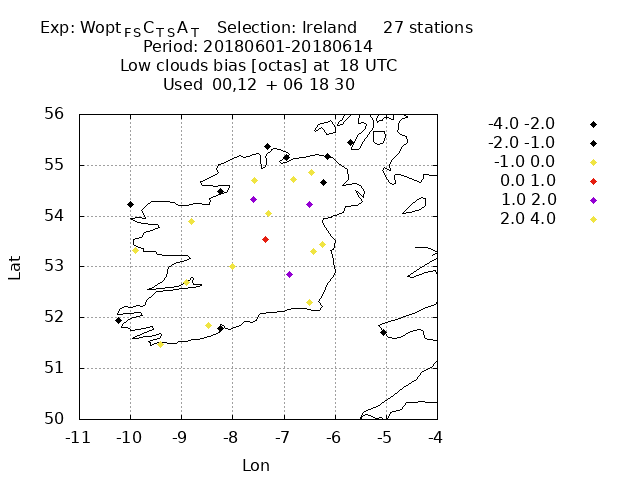 Exp: WoptFSCTSAT   Selection: Ireland     27 stations
Period: 20180601-20180614
Low clouds bias [octas] at  18 UTC
Used  00,12  + 06 18 30
56
55
54
53
52
51
50
-11 -10 -9 -8 -7 -6 -5 -4
Lat
Lon
-4.0 -2.0
-2.0 -1.0
-1.0 0.0
0.0 1.0
1.0 2.0
2.0 4.0